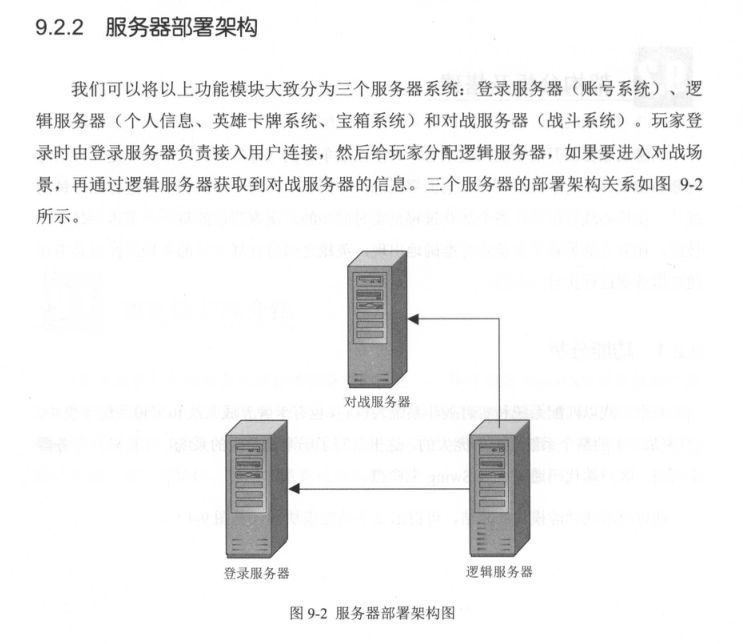 9.2.2 服务器部署架构
我们可以将以上功能模块大致分为三个服务器系统：登录服务器（账号系统）、逻
辑服务器（个人信息、英雄卡牌系统、宝箱系统）和对战服务器（战斗系统）。玩家登
录时由登录服务器负责接入用户连接，然后给玩家分配逻辑服务器，如果要进入对战场
景，再通过逻辑服务器获取到对战服务器的信息。三个服务器的部署架构关系如图 9-2
所示。
对战服务器
登录服务器
逻辑服务器
图 9-2 服务器部署架构图